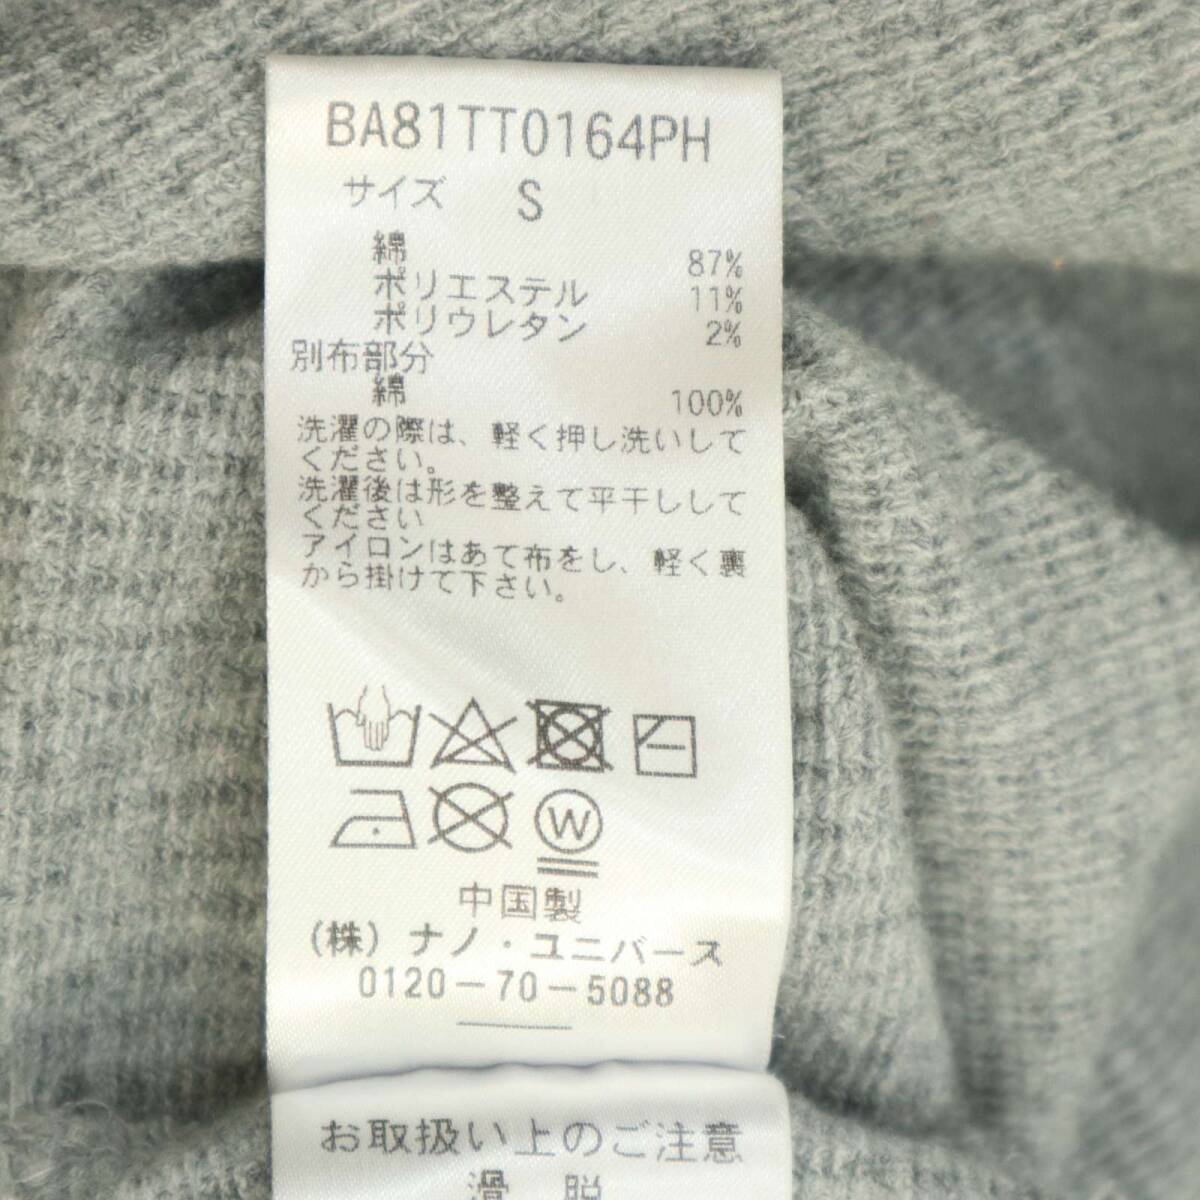 BA81TT0164PH
サイズ S
綿 87%
ポリエステル 11%
ポリウレタン 2%
別布部分
綿 100%
洗濯の際は、軽く押し洗いして
ください。
洗濯後は形を整えて平干しして
ください
アイロンはあて布をし、軽く裏
から掛けて下さい。
W
中国製
(株)ナノ・ユニバース
0120-70-5088
お取扱い上のご注意
滑 脱